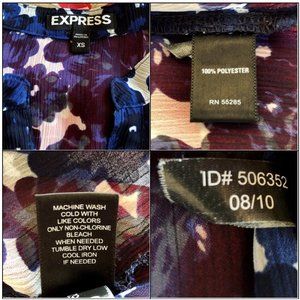 EXPRESS
XS
100% POLYESTER
RN 55285
MACHINE WASH
COLD WITH
LIKE COLORS
ONLY NON-CHLORINE
BLEACH
WHEN NEEDED
TUMBLE DRY LOW
COOL IRON
IF NEEDED
ID# 506352
08/10